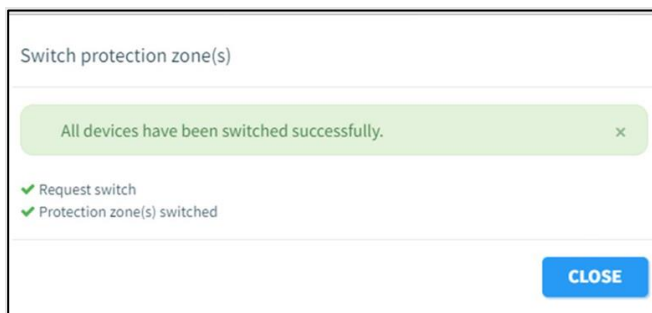 Switch protection zone(s)
All devices have been switched successfully. ×
✔ Request switch
✔ Protection zone(s) switched
CLOSE